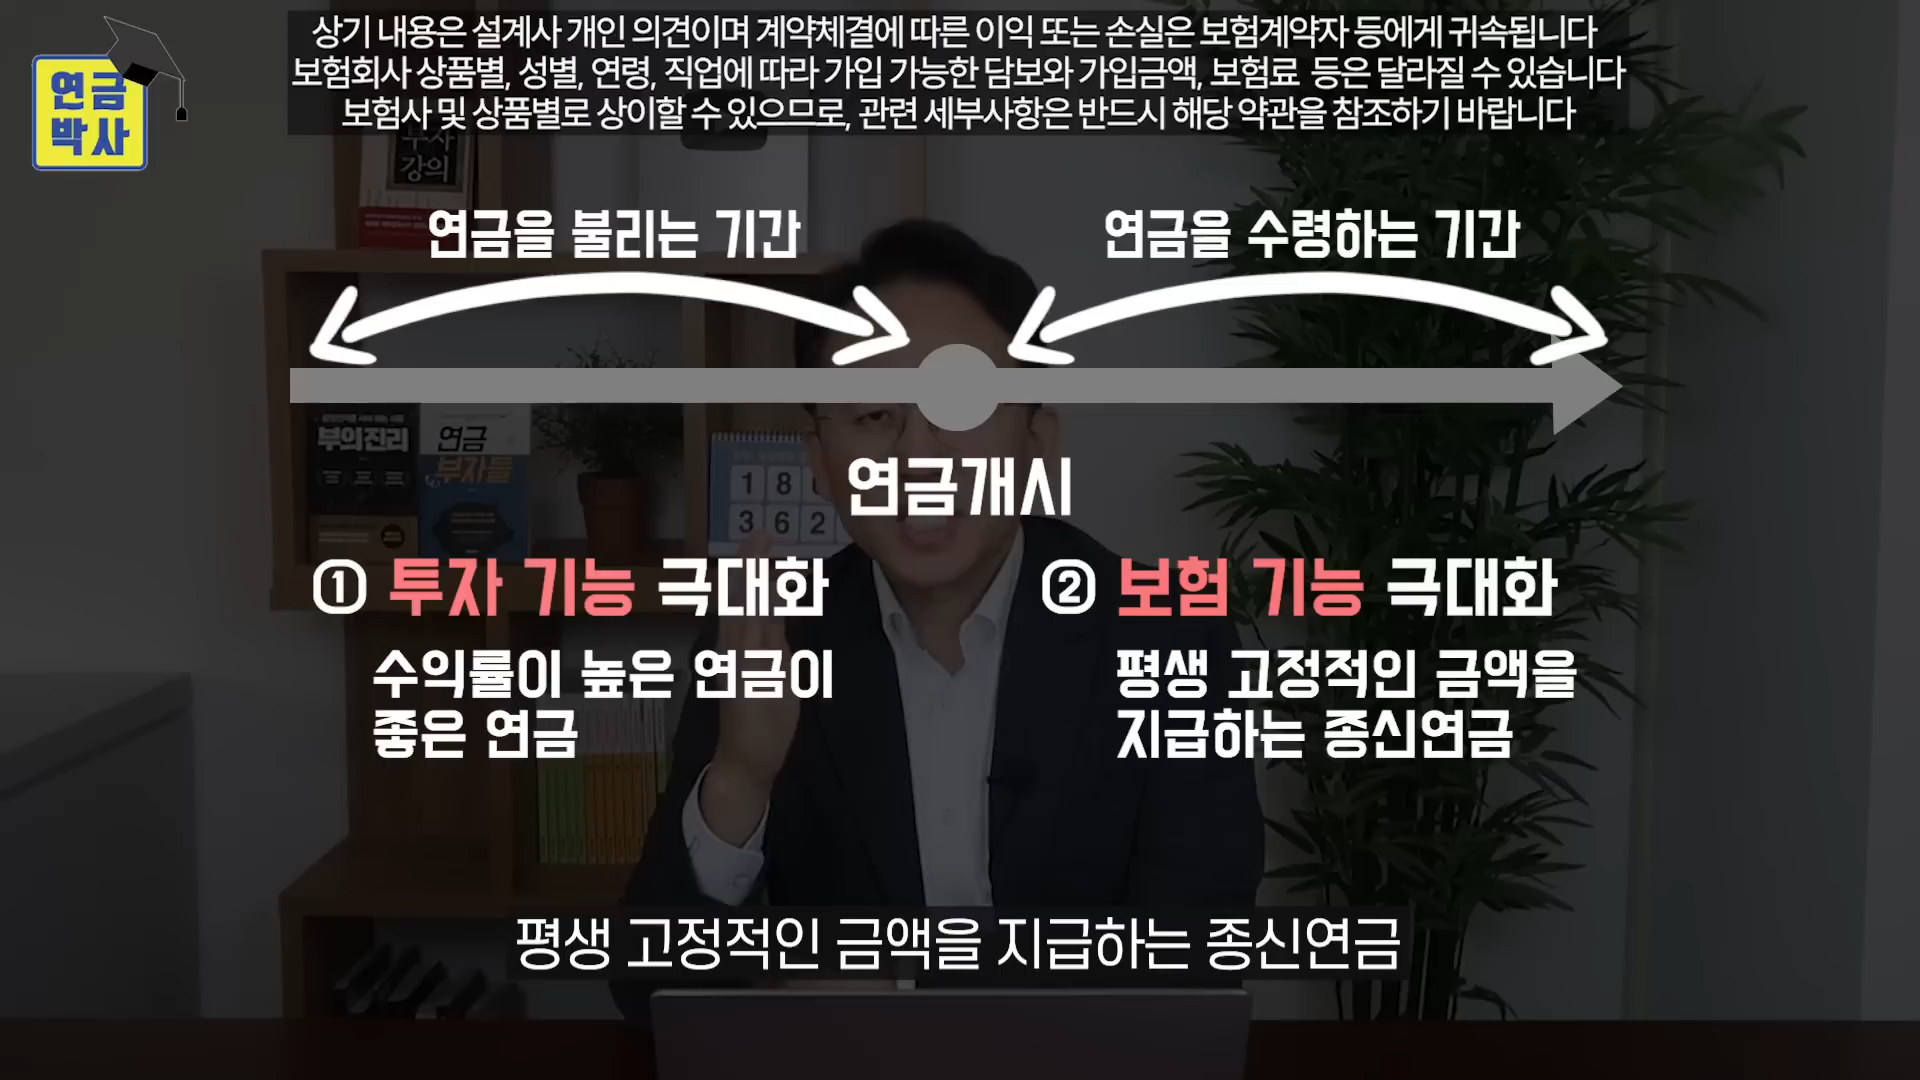 상기 내용은 설계사 개인 의견이며 계약체결에 따른 이익 또는 손실은 보험계약자 등에게 귀속됩니다
보험회사 상품별, 성별, 연령, 직업에 따라 가입 가능한 담보와 가입금액, 보험료 등은 달라질 수 있습니다
보험사 및 상품별로 상이할 수 있으므로, 관련 세부사항은 반드시 해당 약관을 참조하기 바랍니다
연금
박사
부자
강의
연금을 불리는 기간
연금을 수령하는 기간
부의진리
연금
부자들
1 8
3 6 2
연금개시
① 투자 기능 극대화
수익률이 높은 연금이
좋은 연금
② 보험 기능 극대화
평생 고정적인 금액을
지급하는 종신연금
평생 고정적인 금액을 지급하는 종신연금